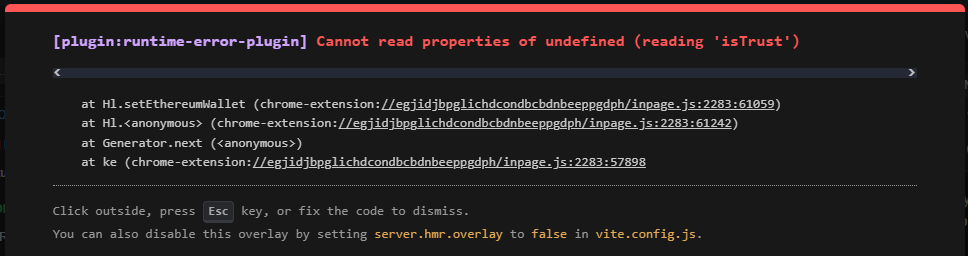 [plugin:runtime-error-plugin] Cannot read properties of undefined (reading 'isTrust')
at Hl.setEthereumWallet (chrome-extension://egjidjbpglichdcondbcbdnbeeppgdph/inpage.js:2283:61059)
at Hl.<anonymous> (chrome-extension://egjidjbpglichdcondbcbdnbeeppgdph/inpage.js:2283:61242)
at Generator.next (<anonymous>)
at ke (chrome-extension://egjidjbpglichdcondbcbdnbeeppgdph/inpage.js:2283:57898
Click outside, press Esc key, or fix the code to dismiss.
You can also disable this overlay by setting server.hmr.overlay to false in vite.config.js.